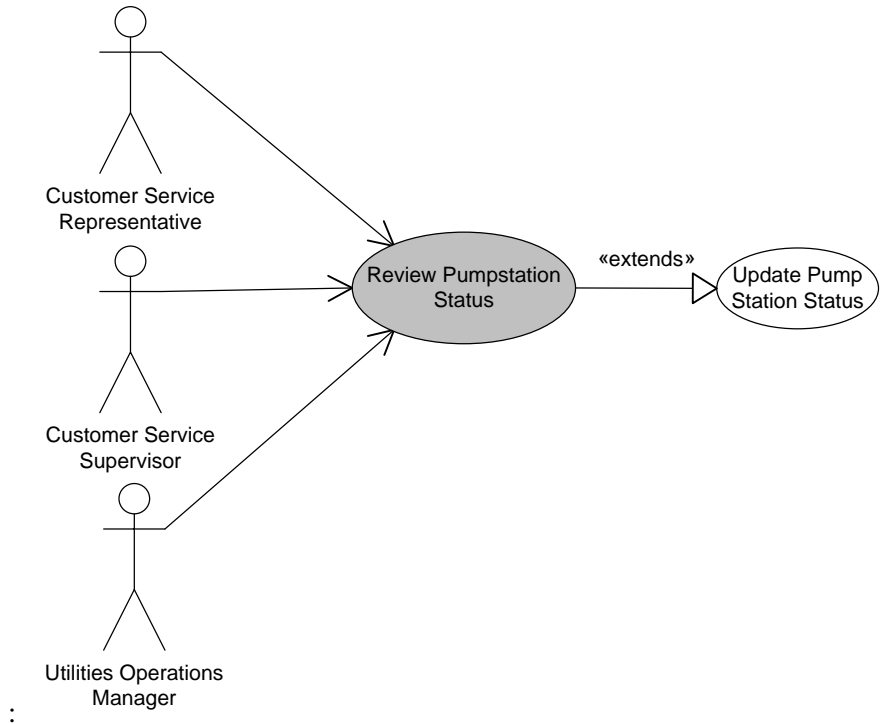 Customer Service
Representative
Review Pumpstation
Status
«extends»
Update Pump
Station Status
Customer Service
Supervisor
Utilities Operations
Manager
: